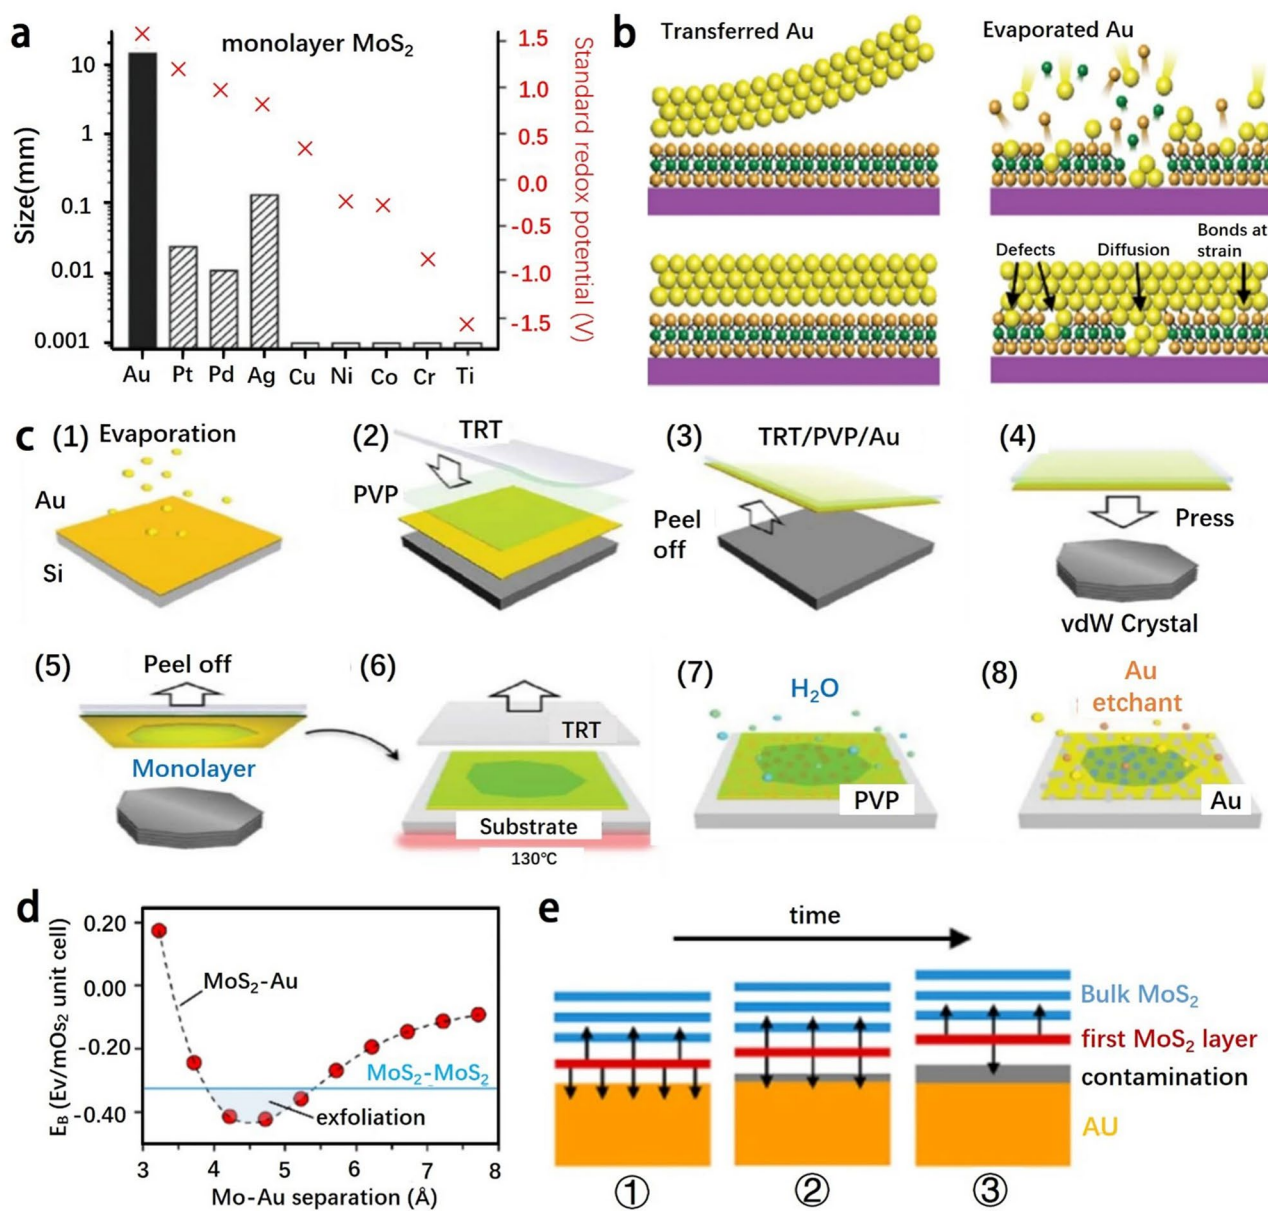 a
monolayer MoS₂
Size(mm)
10
1
0.1
0.01
0.001
Au Pt Pd Ag Cu Ni Co Cr Ti
1.5
1.0
0.5
0.0
-0.5
-1.0
-1.5
Standard redox potential (V)
b
Transferred Au
Evaporated Au
Defects
Diffusion
Bonds at
strain
c
(1)
Evaporation
Au
Si
(2)
TRT
PVP
(3)
TRT/PVP/Au
Peel
off
(4)
Press
vdW Crystal
(5)
Peel off
Monolayer
(6)
TRT
Substrate
130℃
(7)
H₂O
PVP
(8)
Au
etchant
Au
d
E_B (Ev/mOs₂ unit cell)
0.20
0.00
-0.20
-0.40
MoS₂-Au
MoS₂-MoS₂
exfoliation
3 4 5 6 7 8
Mo-Au separation (Å)
e
time
Bulk MoS₂
first MoS₂ layer
contamination
AU
① ② ③